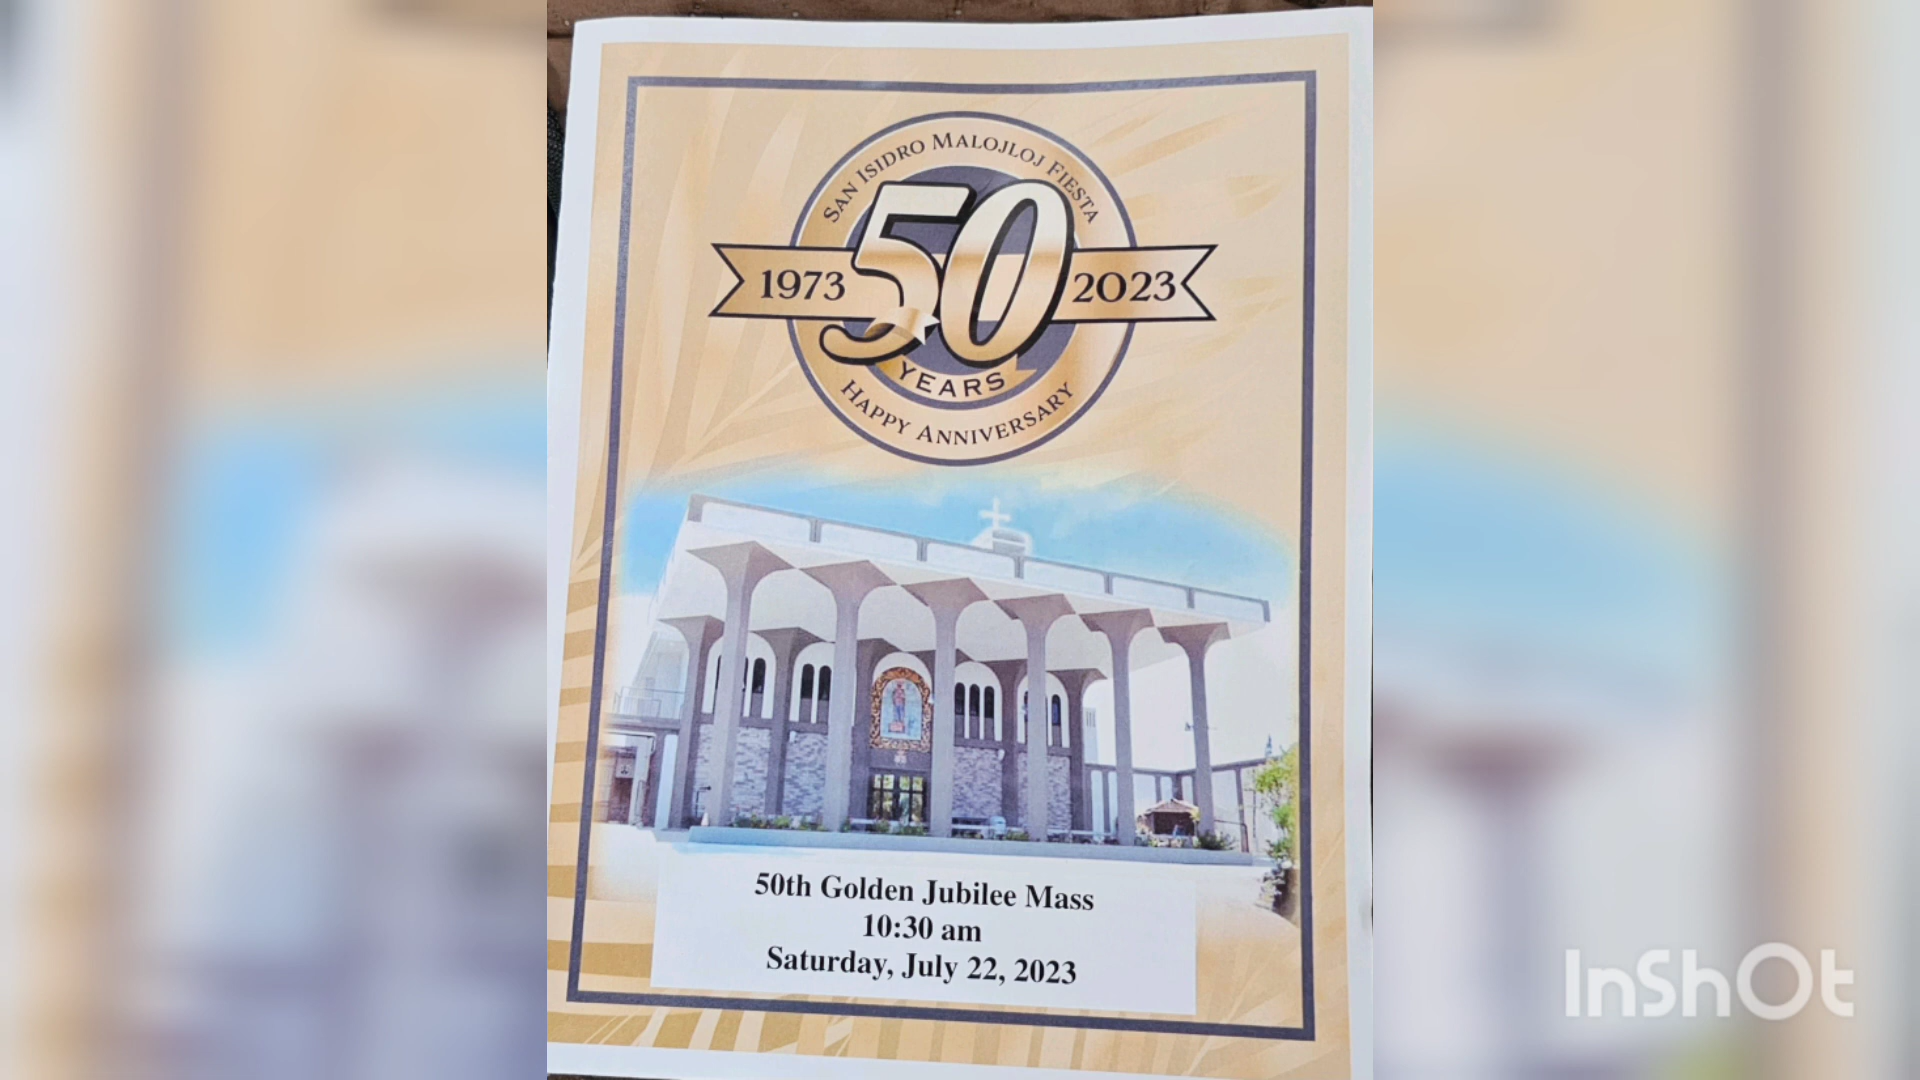 SAN ISIDRO MALOJLOJ FIESTA
1973 50 2023
YEARS
HAPPY ANNIVERSARY
50th Golden Jubilee Mass
10:30 am
Saturday, July 22, 2023
InShOt